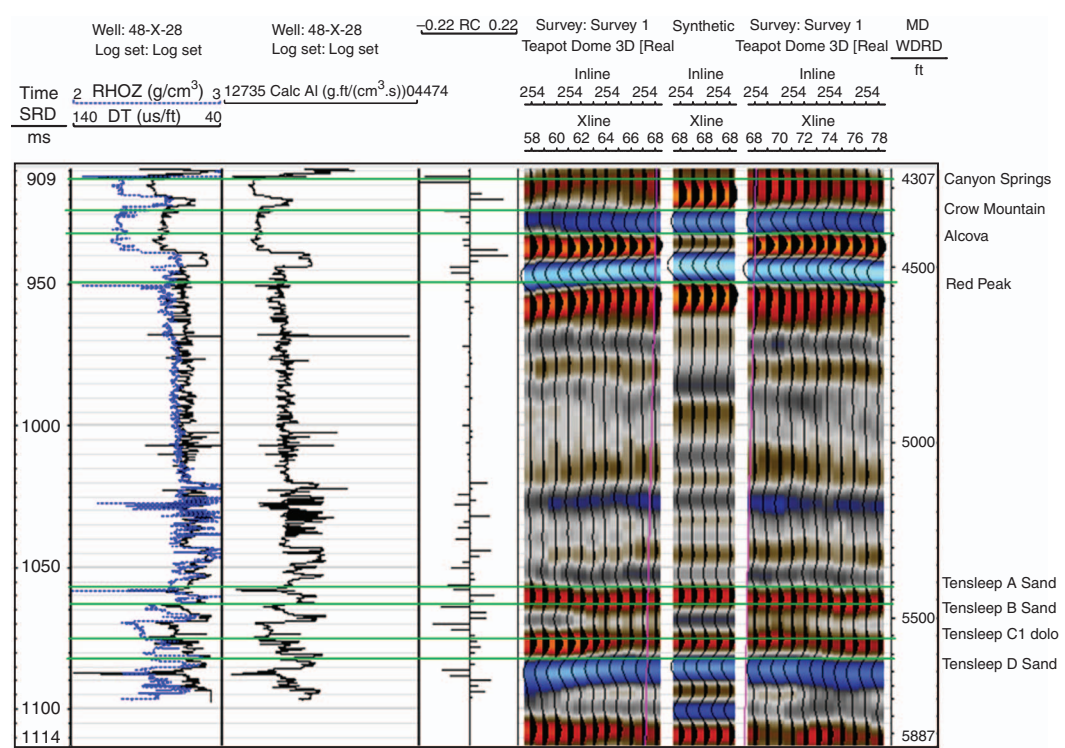 Well: 48-X-28
Log set: Log set
Well: 48-X-28
Log set: Log set
−0.22 RC 0.22
Survey: Survey 1
Teapot Dome 3D [Real
Synthetic
Survey: Survey 1
Teapot Dome 3D [Real
MD
WDRD
ft
Inline
254 254 254 254
Inline
254 254
Inline
254 254 254 254
Time
SRD
ms
2 RHOZ (g/cm³) 3
140 DT (us/ft) 40
12735 Calc AI (g.ft/(cm³.s))04474
Xline
58 60 62 64 66 68
Xline
68 68 68
Xline
68 70 72 74 76 78
909
4307
Canyon Springs
Crow Mountain
Alcova
4500
950
Red Peak
1000
5000
1050
Tensleep A Sand
Tensleep B Sand
5500
Tensleep C1 dolo
Tensleep D Sand
1100
1114
5887